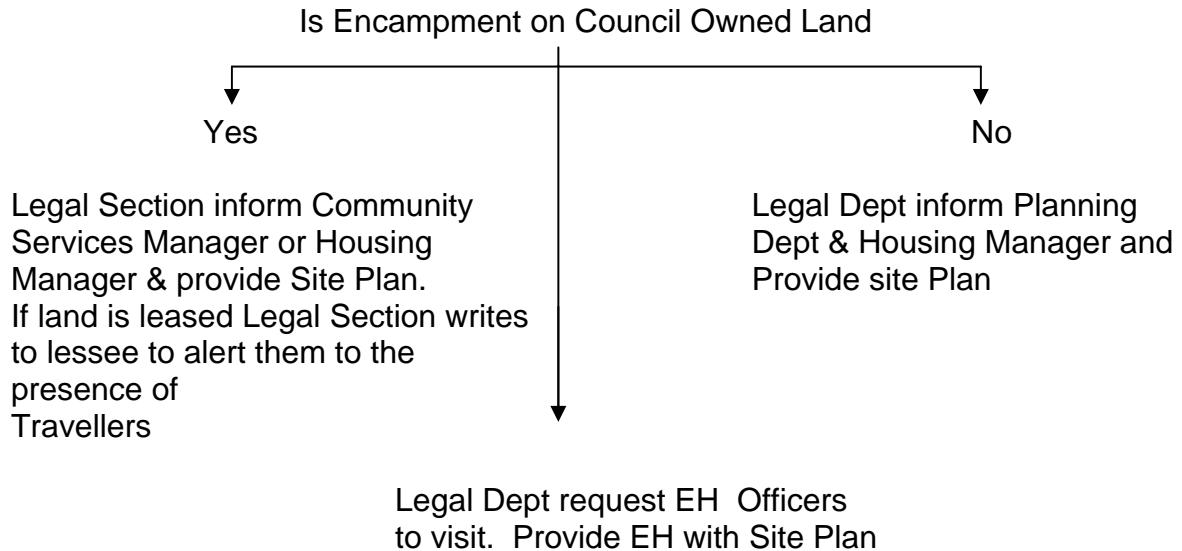 Is Encampment on Council Owned Land
Yes
No
Legal Section inform Community
Services Manager or Housing
Manager & provide Site Plan.
If land is leased Legal Section writes
to lessee to alert them to the
presence of
Travellers
Legal Dept inform Planning
Dept & Housing Manager and
Provide site Plan
Legal Dept request EH  Officers
to visit.  Provide EH with Site Plan